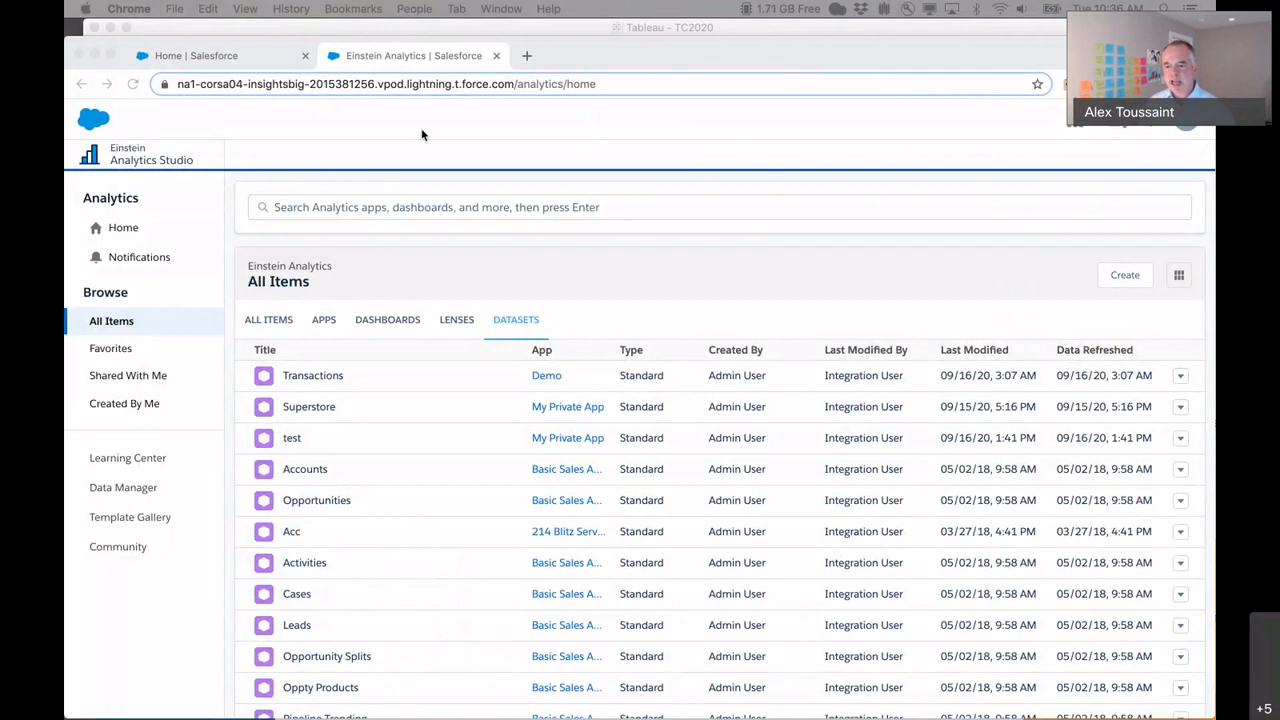 Chrome File Edit View History Bookmarks People Tab Window Help 1.71 GB Free Tue 10:36 AM
Tableau - TC2020
Home | Salesforce
Einstein Analytics | Salesforce
na1-corsa04-insightsbig-2015381256.vpod.lightning.t.force.com/analytics/home
Alex Toussaint
Einstein
Analytics Studio
Analytics
Home
Notifications
Browse
All Items
Favorites
Shared With Me
Created By Me
Learning Center
Data Manager
Template Gallery
Community
Search Analytics apps, dashboards, and more, then press Enter
Einstein Analytics
All Items
Create
ALL ITEMS APPS DASHBOARDS LENSES DATASETS
Title App Type Created By Last Modified By Last Modified Data Refreshed
Transactions Demo Standard Admin User Integration User 09/16/20, 3:07 AM 09/16/20, 3:07 AM
Superstore My Private App Standard Admin User Integration User 09/15/20, 5:16 PM 09/15/20, 5:16 PM
test My Private App Standard Admin User Integration User 09/16/20, 1:41 PM 09/16/20, 1:41 PM
Accounts Basic Sales A... Standard Admin User Integration User 05/02/18, 9:58 AM 05/02/18, 9:58 AM
Opportunities Basic Sales A... Standard Admin User Integration User 05/02/18, 9:58 AM 05/02/18, 9:58 AM
Acc 214 Blitz Serv... Standard Admin User Integration User 03/27/18, 4:41 PM 03/27/18, 4:41 PM
Activities Basic Sales A... Standard Admin User Integration User 05/02/18, 9:58 AM 05/02/18, 9:58 AM
Cases Basic Sales A... Standard Admin User Integration User 05/02/18, 9:58 AM 05/02/18, 9:58 AM
Leads Basic Sales A... Standard Admin User Integration User 05/02/18, 9:58 AM 05/02/18, 9:58 AM
Opportunity Splits Basic Sales A... Standard Admin User Integration User 05/02/18, 9:58 AM 05/02/18, 9:58 AM
Oppty Products Basic Sales A... Standard Admin User Integration User 05/02/18, 9:58 AM 05/02/18, 9:58 AM
+5